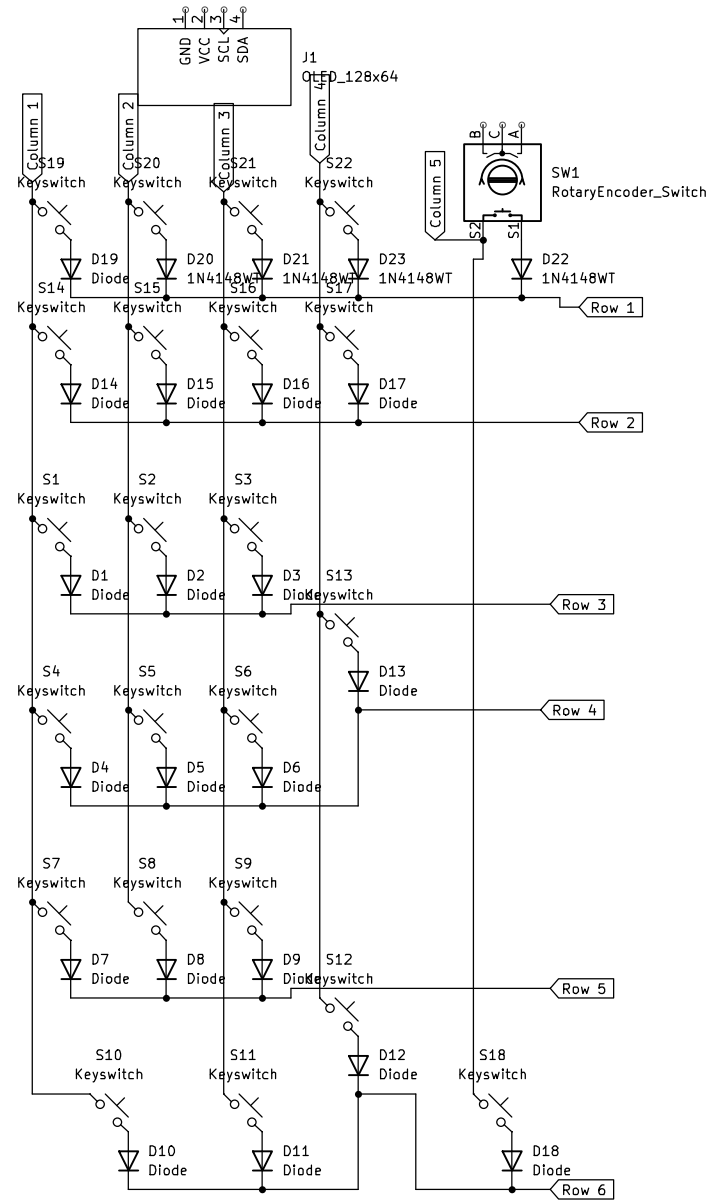 1
2
3
4
GND
VCC
SCL
SDA
J1
OLED_128x64
Column 1
Column 2
Column 3
Column 4
Column 5
B
C
A
SW1
RotaryEncoder_Switch
S2
S1
S19
Keyswitch
S20
Keyswitch
S21
Keyswitch
S22
Keyswitch
D19
Diode
D20
1N4148WT
D21
1N4148WT
D23
1N4148WT
D22
1N4148WT
Row 1
S14
Keyswitch
S15
Keyswitch
S16
Keyswitch
S17
Keyswitch
D14
Diode
D15
Diode
D16
Diode
D17
Diode
Row 2
S1
Keyswitch
S2
Keyswitch
S3
Keyswitch
D1
Diode
D2
Diode
D3
Diode
S13
Keyswitch
Row 3
D13
Diode
S4
Keyswitch
S5
Keyswitch
S6
Keyswitch
Row 4
D4
Diode
D5
Diode
D6
Diode
S7
Keyswitch
S8
Keyswitch
S9
Keyswitch
D7
Diode
D8
Diode
D9
Diode
S12
Keyswitch
Row 5
S10
Keyswitch
S11
Keyswitch
D12
Diode
S18
Keyswitch
D10
Diode
D11
Diode
D18
Diode
Row 6